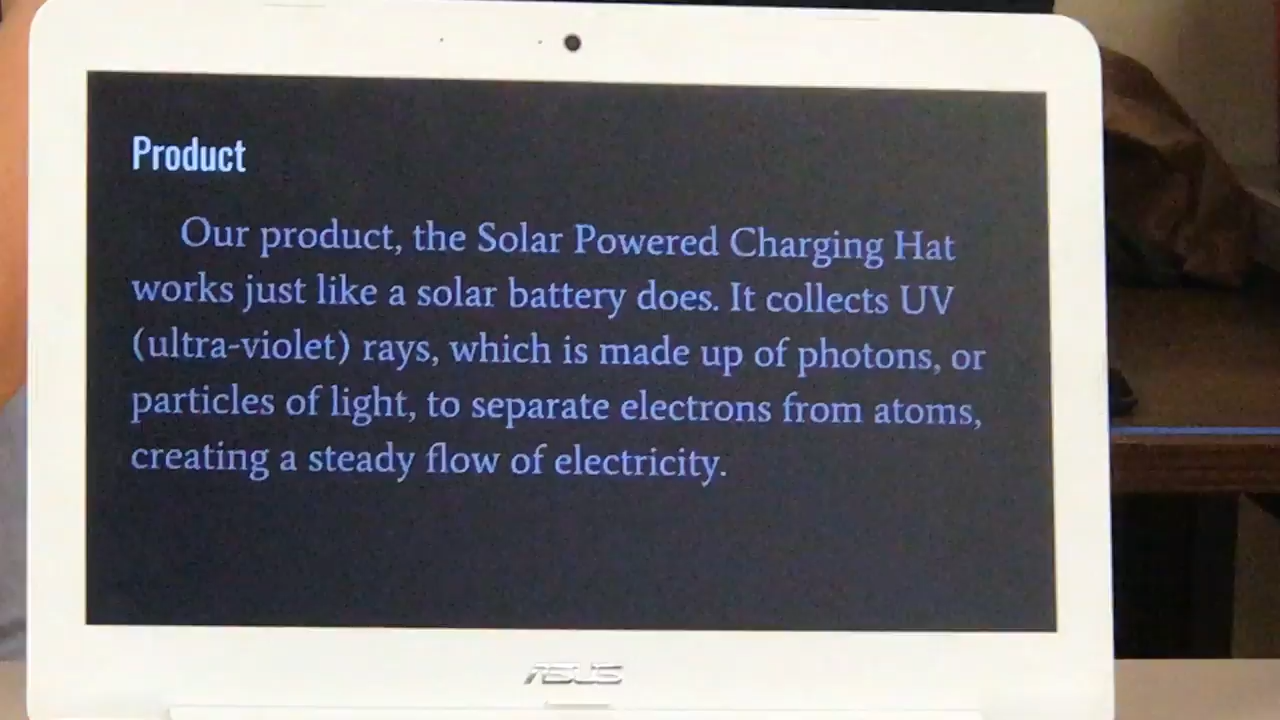 Product
Our product, the Solar Powered Charging Hat
works just like a solar battery does. It collects UV
(ultra-violet) rays, which is made up of photons, or
particles of light, to separate electrons from atoms,
creating a steady flow of electricity.
ASUS